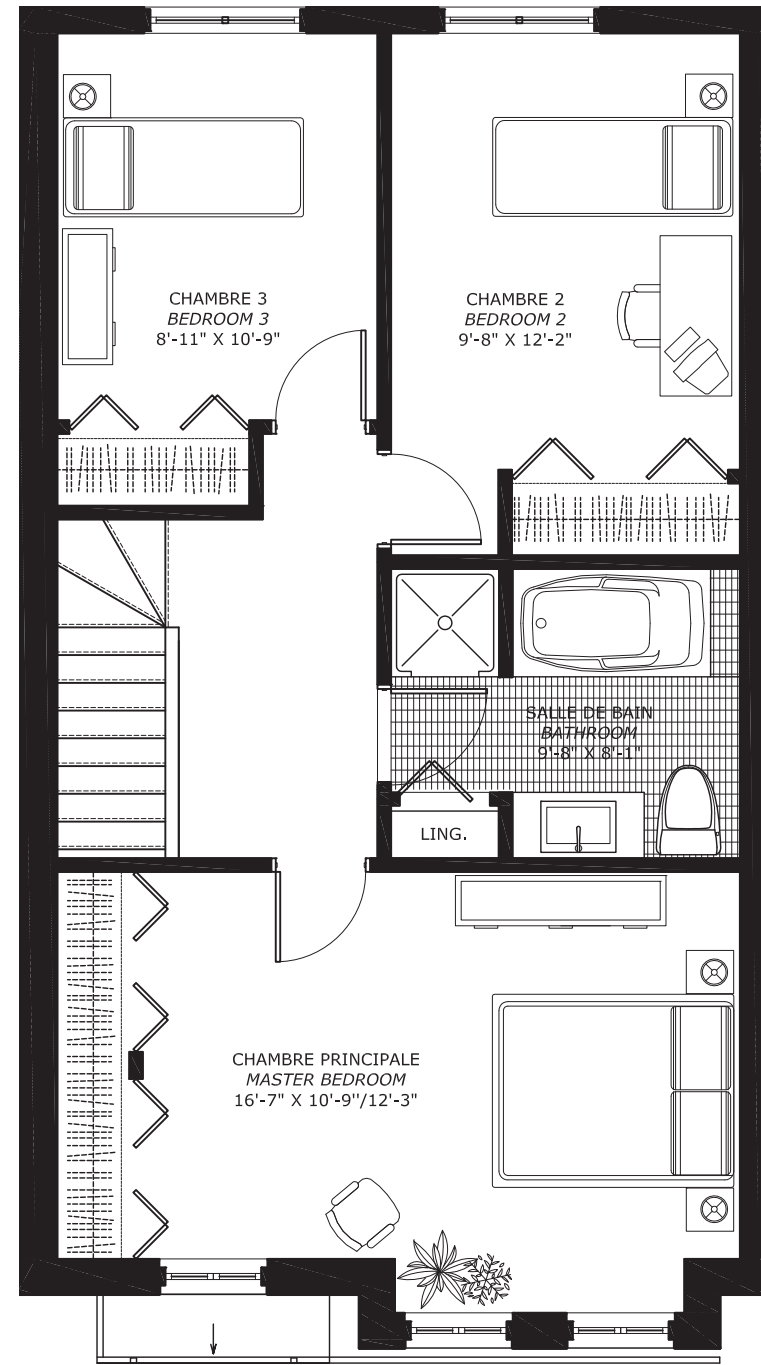 CHAMBRE 3
BEDROOM 3
8'-11" X 10'-9"
CHAMBRE 2
BEDROOM 2
9'-8" X 12'-2"
SALLE DE BAIN
BATHROOM
9'-8" X 8'-1"
LING.
CHAMBRE PRINCIPALE
MASTER BEDROOM
16'-7" X 10'-9"/12'-3"